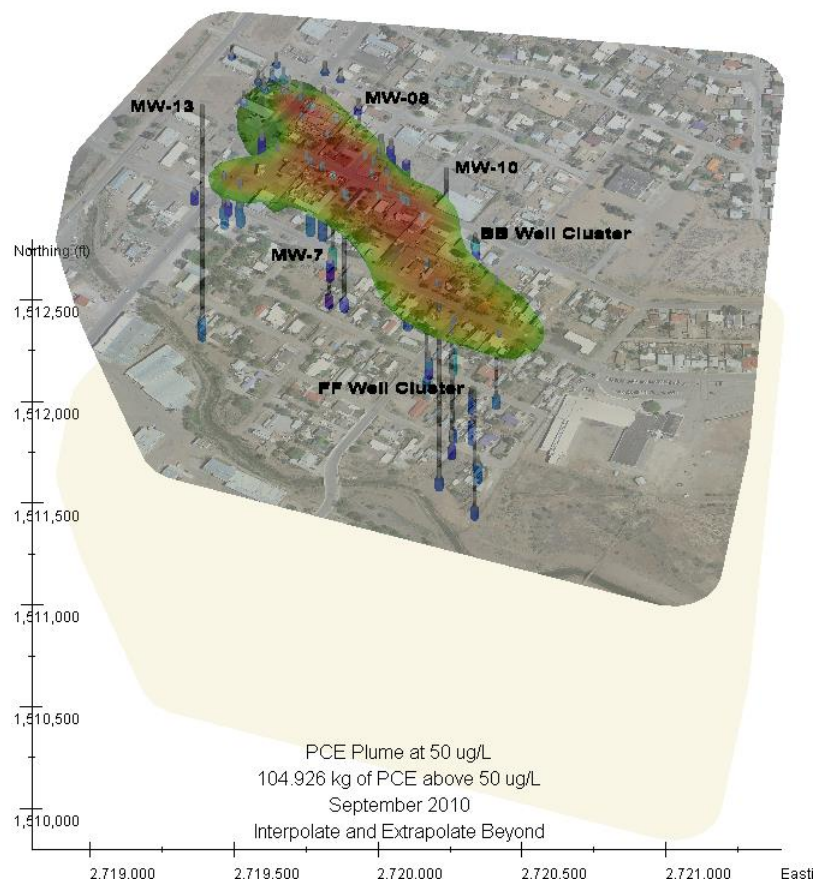 MW-13
MW-08
MW-10
BB Well Cluster
Northing (ft)
MW-7
1,512,500
FF Well Cluster
1,512,000
1,511,500
1,511,000
1,510,500
PCE Plume at 50 ug/L
104.926 kg of PCE above 50 ug/L
September 2010
1,510,000
Interpolate and Extrapolate Beyond
2,719,000 2,719,500 2,720,000 2,720,500 2,721,000 Easti